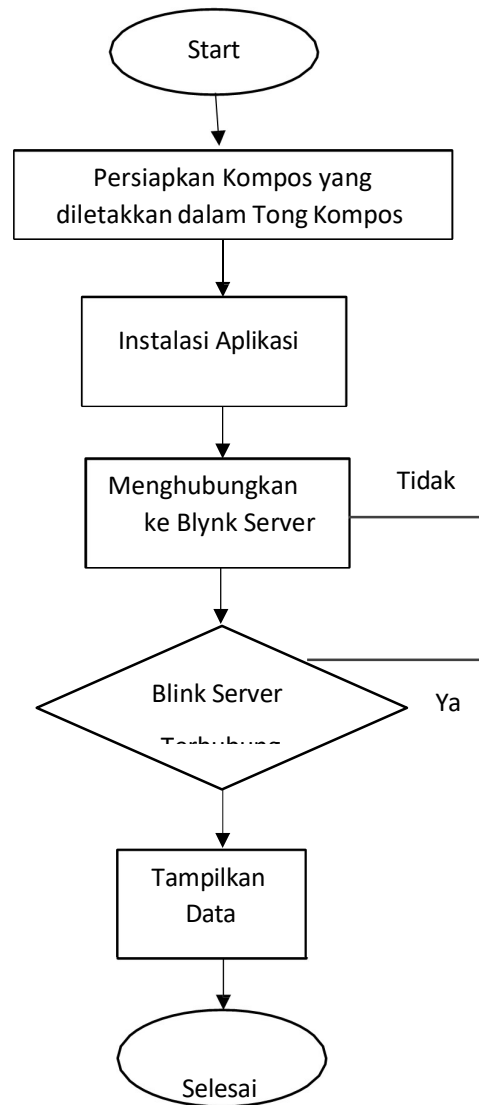 Start
Persiapkan Kompos yang
diletakkan dalam Tong Kompos
Instalasi Aplikasi
Menghubungkan
ke Blynk Server
Tidak
Blink Server
Ya
Tampilkan
Data
Selesai